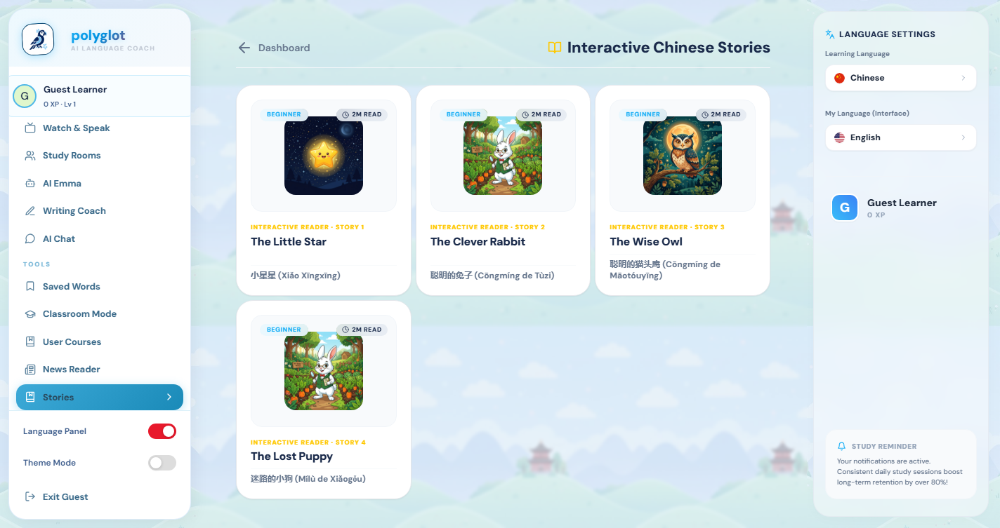 polyglot
AI LANGUAGE COACH
G
Guest Learner
0 XP · Lv 1
Watch & Speak
Study Rooms
AI Emma
Writing Coach
AI Chat
TOOLS
Saved Words
Classroom Mode
User Courses
News Reader
Stories
Language Panel
Theme Mode
Exit Guest
Dashboard
Interactive Chinese Stories
BEGINNER
2M READ
INTERACTIVE READER · STORY 1
The Little Star
小星星 (Xiǎo Xīngxīng)
BEGINNER
2M READ
INTERACTIVE READER · STORY 2
The Clever Rabbit
聪明的兔子 (Cōngmíng de Tùzi)
BEGINNER
2M READ
INTERACTIVE READER · STORY 3
The Wise Owl
聪明的猫头鹰 (Cōngmíng de
Māotóuyīng)
BEGINNER
2M READ
INTERACTIVE READER · STORY 4
The Lost Puppy
迷路的小狗 (Mílù de Xiǎogǒu)
LANGUAGE SETTINGS
Learning Language
Chinese
My Language (Interface)
English
G
Guest Learner
0 XP
STUDY REMINDER
Your notifications are active.
Consistent daily study sessions boost
long-term retention by over 80%!